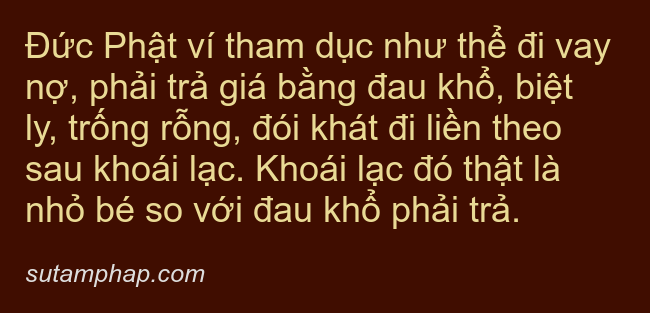 Đức Phật ví tham dục như thể đi vay
nợ, phải trả giá bằng đau khổ, biệt
ly, trống rỗng, đói khát đi liền theo
sau khoái lạc. Khoái lạc đó thật là
nhỏ bé so với đau khổ phải trả.
sutamphap.com